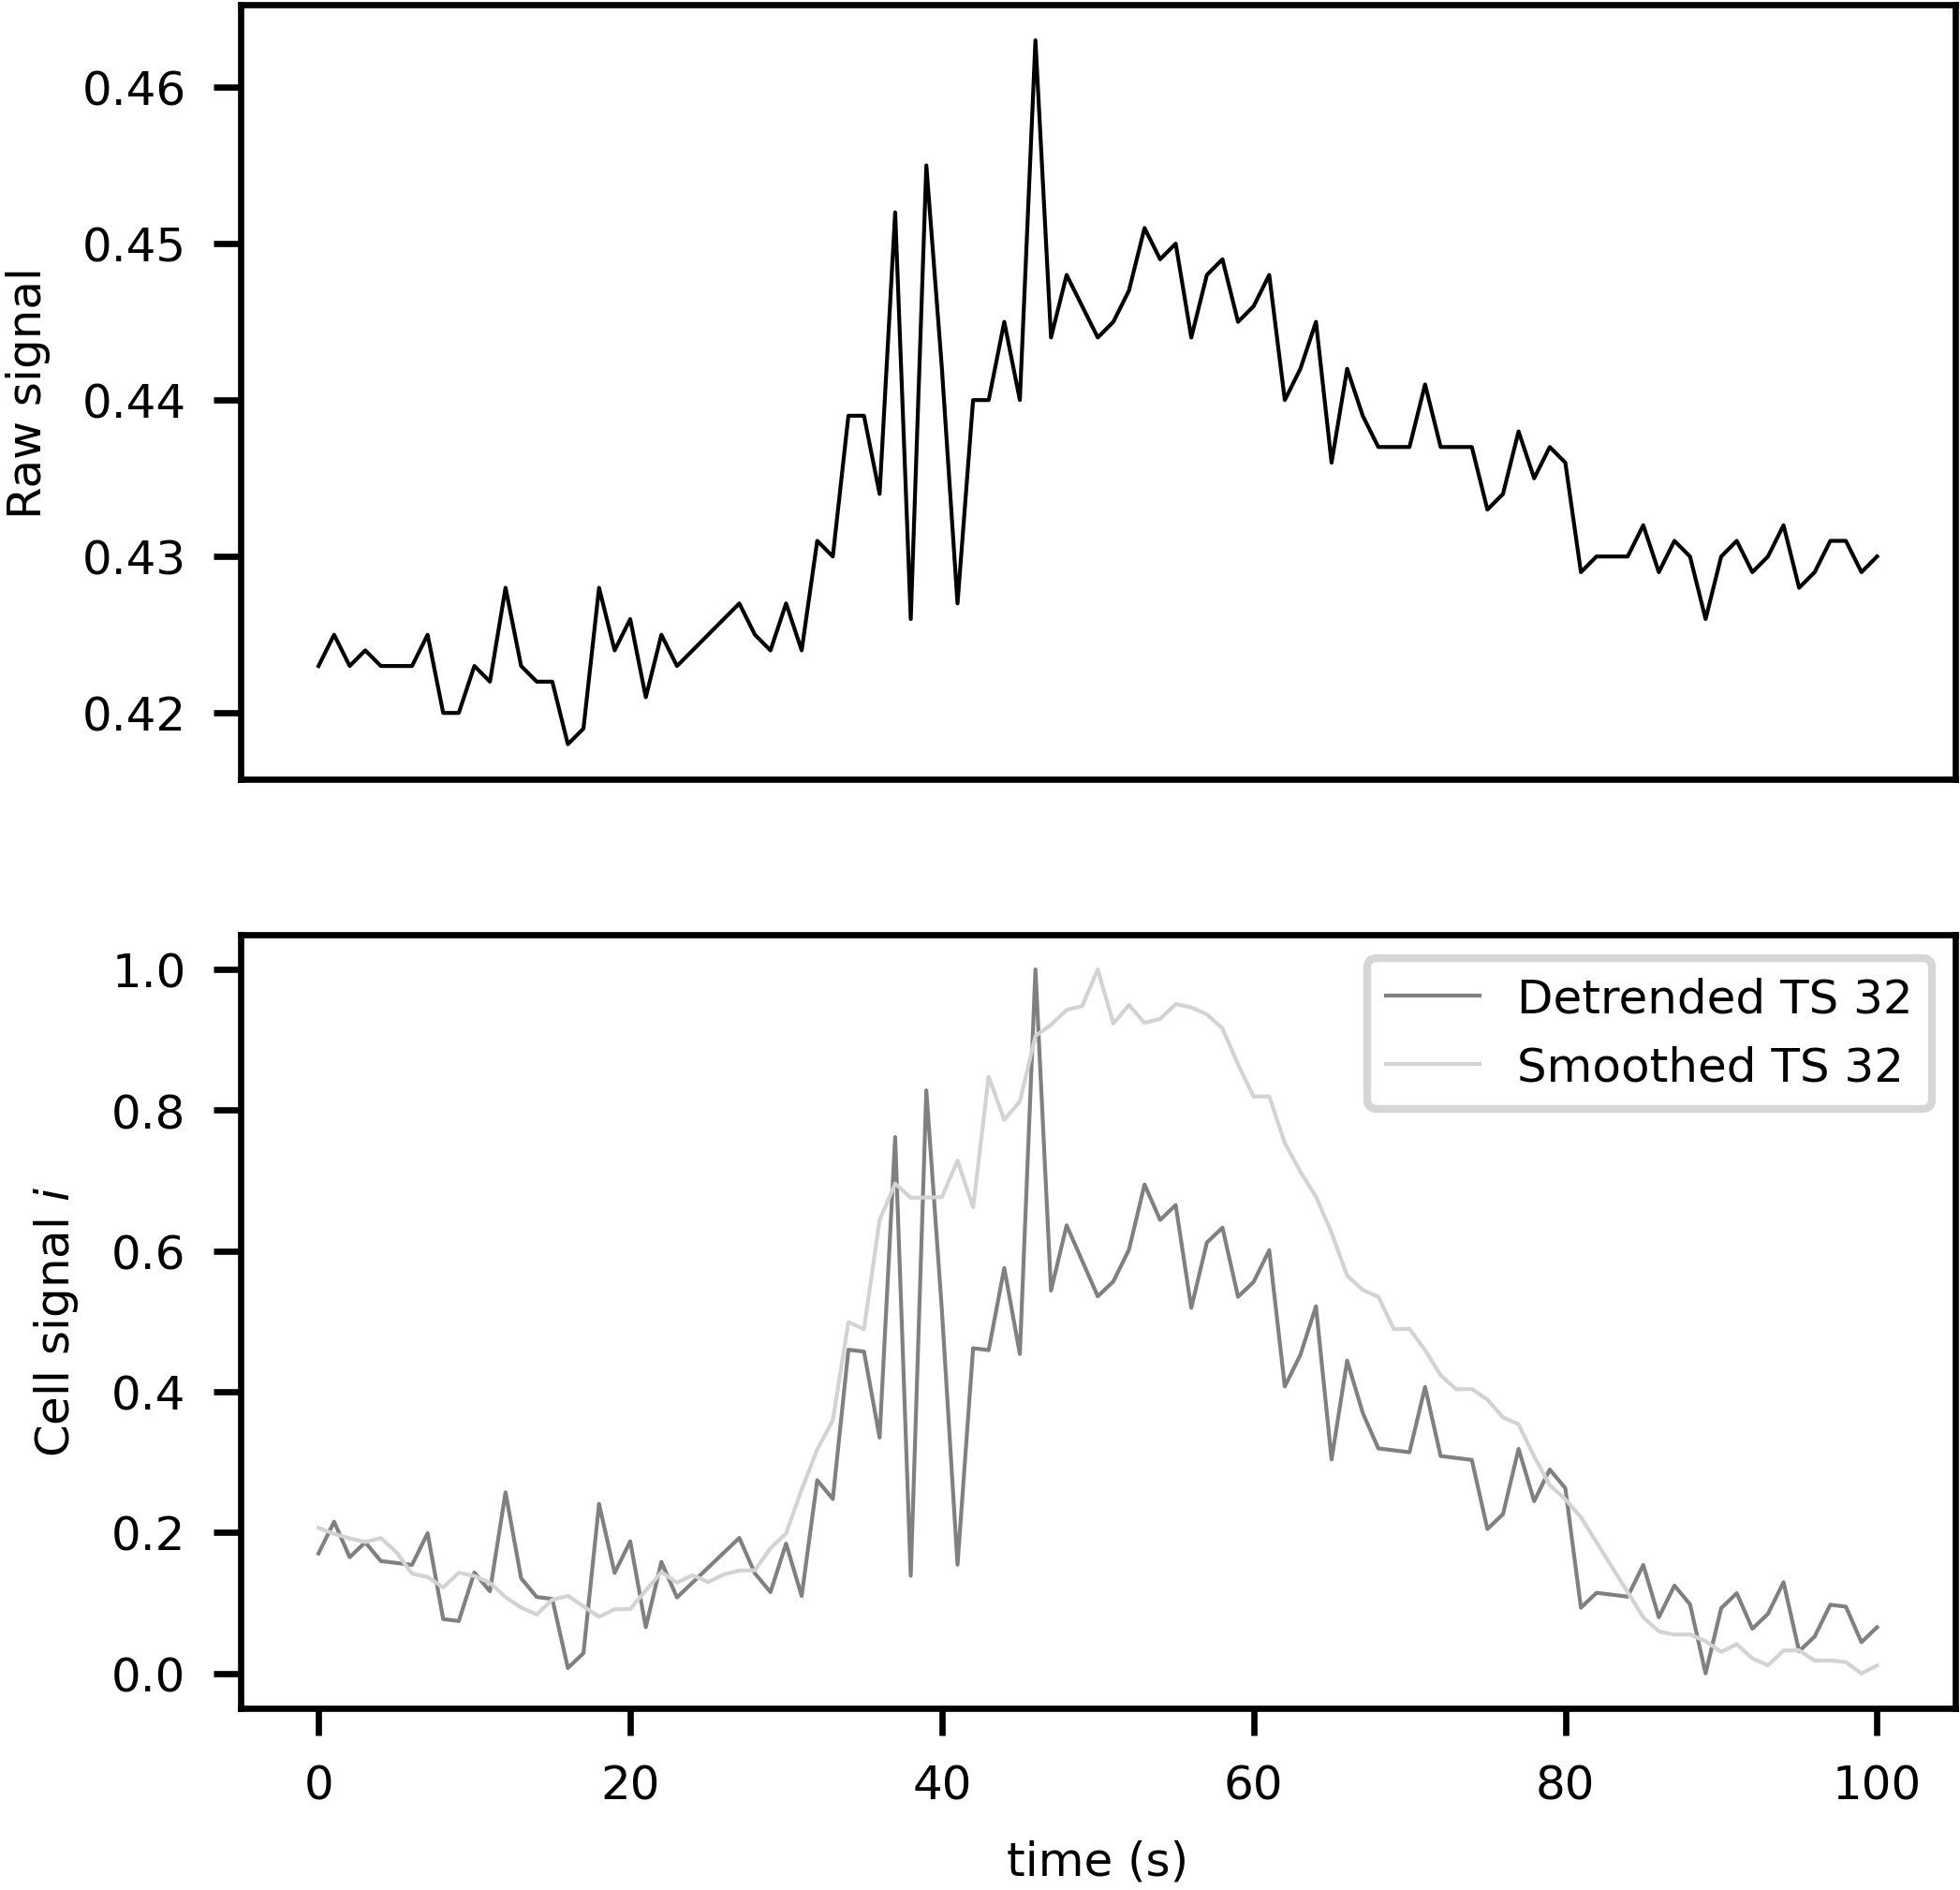 Raw signal
0.46
0.45
0.44
0.43
0.42
Cell signal i
1.0
0.8
0.6
0.4
0.2
0.0
Detrended TS 32
Smoothed TS 32
0 20 40 60 80 100
time (s)